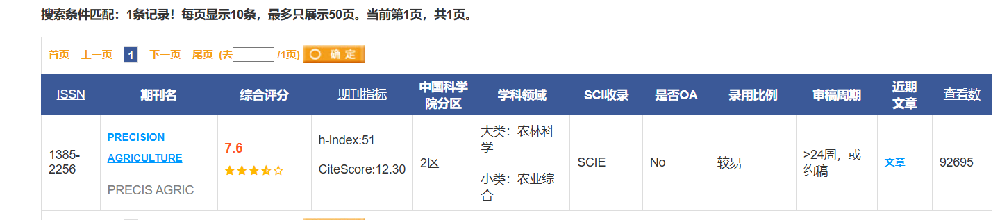 搜索条件匹配：1条记录！每页显示10条，最多只展示50页。当前第1页，共1页。
首页 上一页 1 下一页 尾页 (去 /1页) 确 定
ISSN 期刊名 综合评分 期刊指标 中国科学院分区 学科领域 SCI收录 是否OA 录用比例 审稿周期 近期文章 查看数
1385-
2256
PRECISION
AGRICULTURE
PRECIS AGRIC
7.6
h-index:51
CiteScore:12.30
2区
大类：农林科
学
小类：农业综
合
SCIE
No
较易
>24周，或
约稿
文章
92695